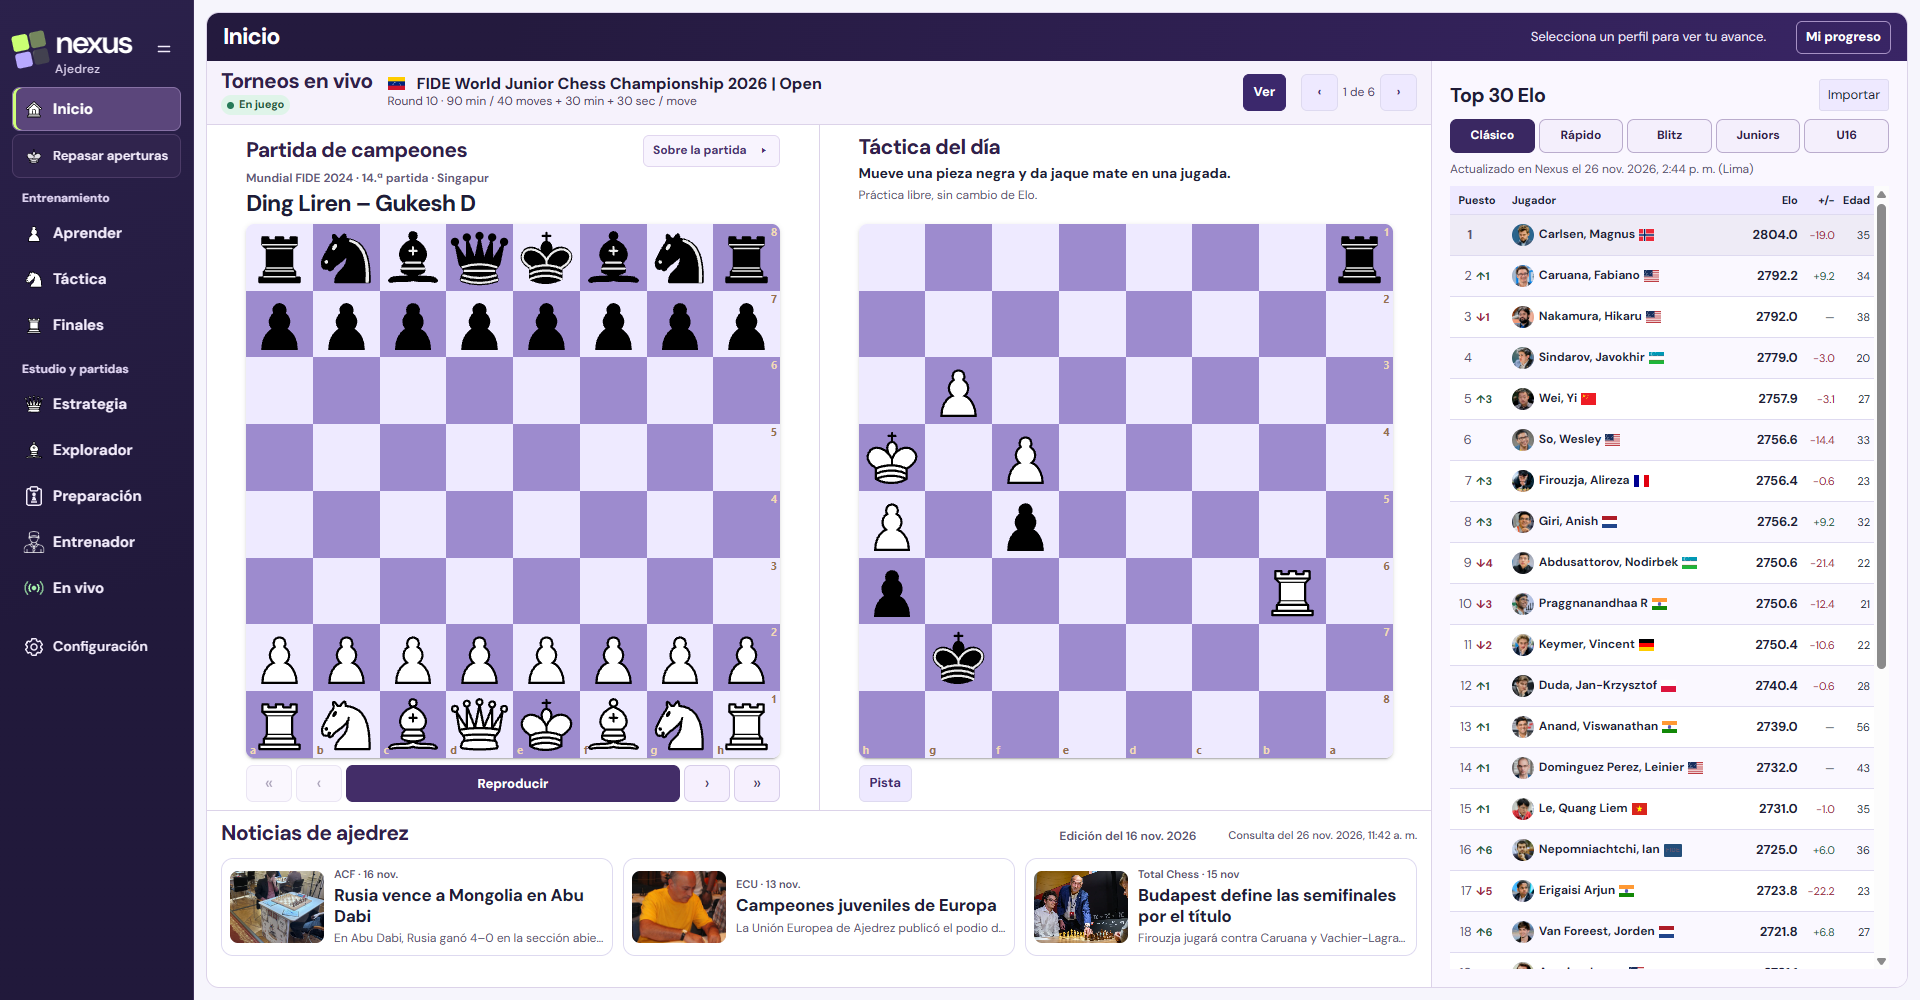 nexus
Ajedrez
Inicio
Repasar aperturas
Entrenamiento
Aprender
Táctica
Finales
Estudio y partidas
Estrategia
Explorador
Preparación
Entrenador
En vivo
Configuración
Inicio
Selecciona un perfil para ver tu avance.
Mi progreso
Torneos en vivo
En juego
FIDE World Junior Chess Championship 2026 | Open
Round 10 · 90 min / 40 moves + 30 min + 30 sec / move
Ver
‹
1 de 6
›
Partida de campeones
Sobre la partida
Mundial FIDE 2024 · 14.ª partida · Singapur
Ding Liren – Gukesh D
8
7
6
5
4
3
2
1
a b c d e f g h
«
‹
Reproducir
›
»
Táctica del día
Mueve una pieza negra y da jaque mate en una jugada.
Práctica libre, sin cambio de Elo.
1
2
3
4
5
6
7
8
h g f e d c b a
Pista
Noticias de ajedrez
Edición del 16 nov. 2026
Consulta del 26 nov. 2026, 11:42 a. m.
ACF · 16 nov.
Rusia vence a Mongolia en Abu
Dabi
En Abu Dabi, Rusia ganó 4–0 en la sección abie...
ECU · 13 nov.
Campeones juveniles de Europa
La Unión Europea de Ajedrez publicó el podio d...
Total Chess · 15 nov
Budapest define las semifinales
por el título
Firouzja jugará contra Caruana y Vachier-Lagra...
Top 30 Elo
Importar
Clásico
Rápido
Blitz
Juniors
U16
Actualizado en Nexus el 26 nov. 2026, 2:44 p. m. (Lima)
Puesto Jugador Elo +/− Edad
1 Carlsen, Magnus 2804.0 -19.0 35
2 ↑1 Caruana, Fabiano 2792.2 +9.2 34
3 ↓1 Nakamura, Hikaru 2792.0 — 38
4 Sindarov, Javokhir 2779.0 -3.0 20
5 ↑3 Wei, Yi 2757.9 -3.1 27
6 So, Wesley 2756.6 -14.4 33
7 ↑3 Firouzja, Alireza 2756.4 -0.6 23
8 ↑3 Giri, Anish 2756.2 +9.2 32
9 ↓4 Abdusattorov, Nodirbek 2750.6 -21.4 22
10 ↓3 Praggnanandhaa R 2750.6 -12.4 21
11 ↓2 Keymer, Vincent 2750.4 -10.6 22
12 ↑1 Duda, Jan-Krzysztof 2740.4 -0.6 28
13 ↑1 Anand, Viswanathan 2739.0 — 56
14 ↑1 Dominguez Perez, Leinier 2732.0 — 43
15 ↑1 Le, Quang Liem 2731.0 -1.0 35
16 ↑6 Nepomniachtchi, Ian 2725.0 +6.0 36
17 ↓5 Erigaisi Arjun 2723.8 -22.2 23
18 ↑6 Van Foreest, Jorden 2721.8 +6.8 27